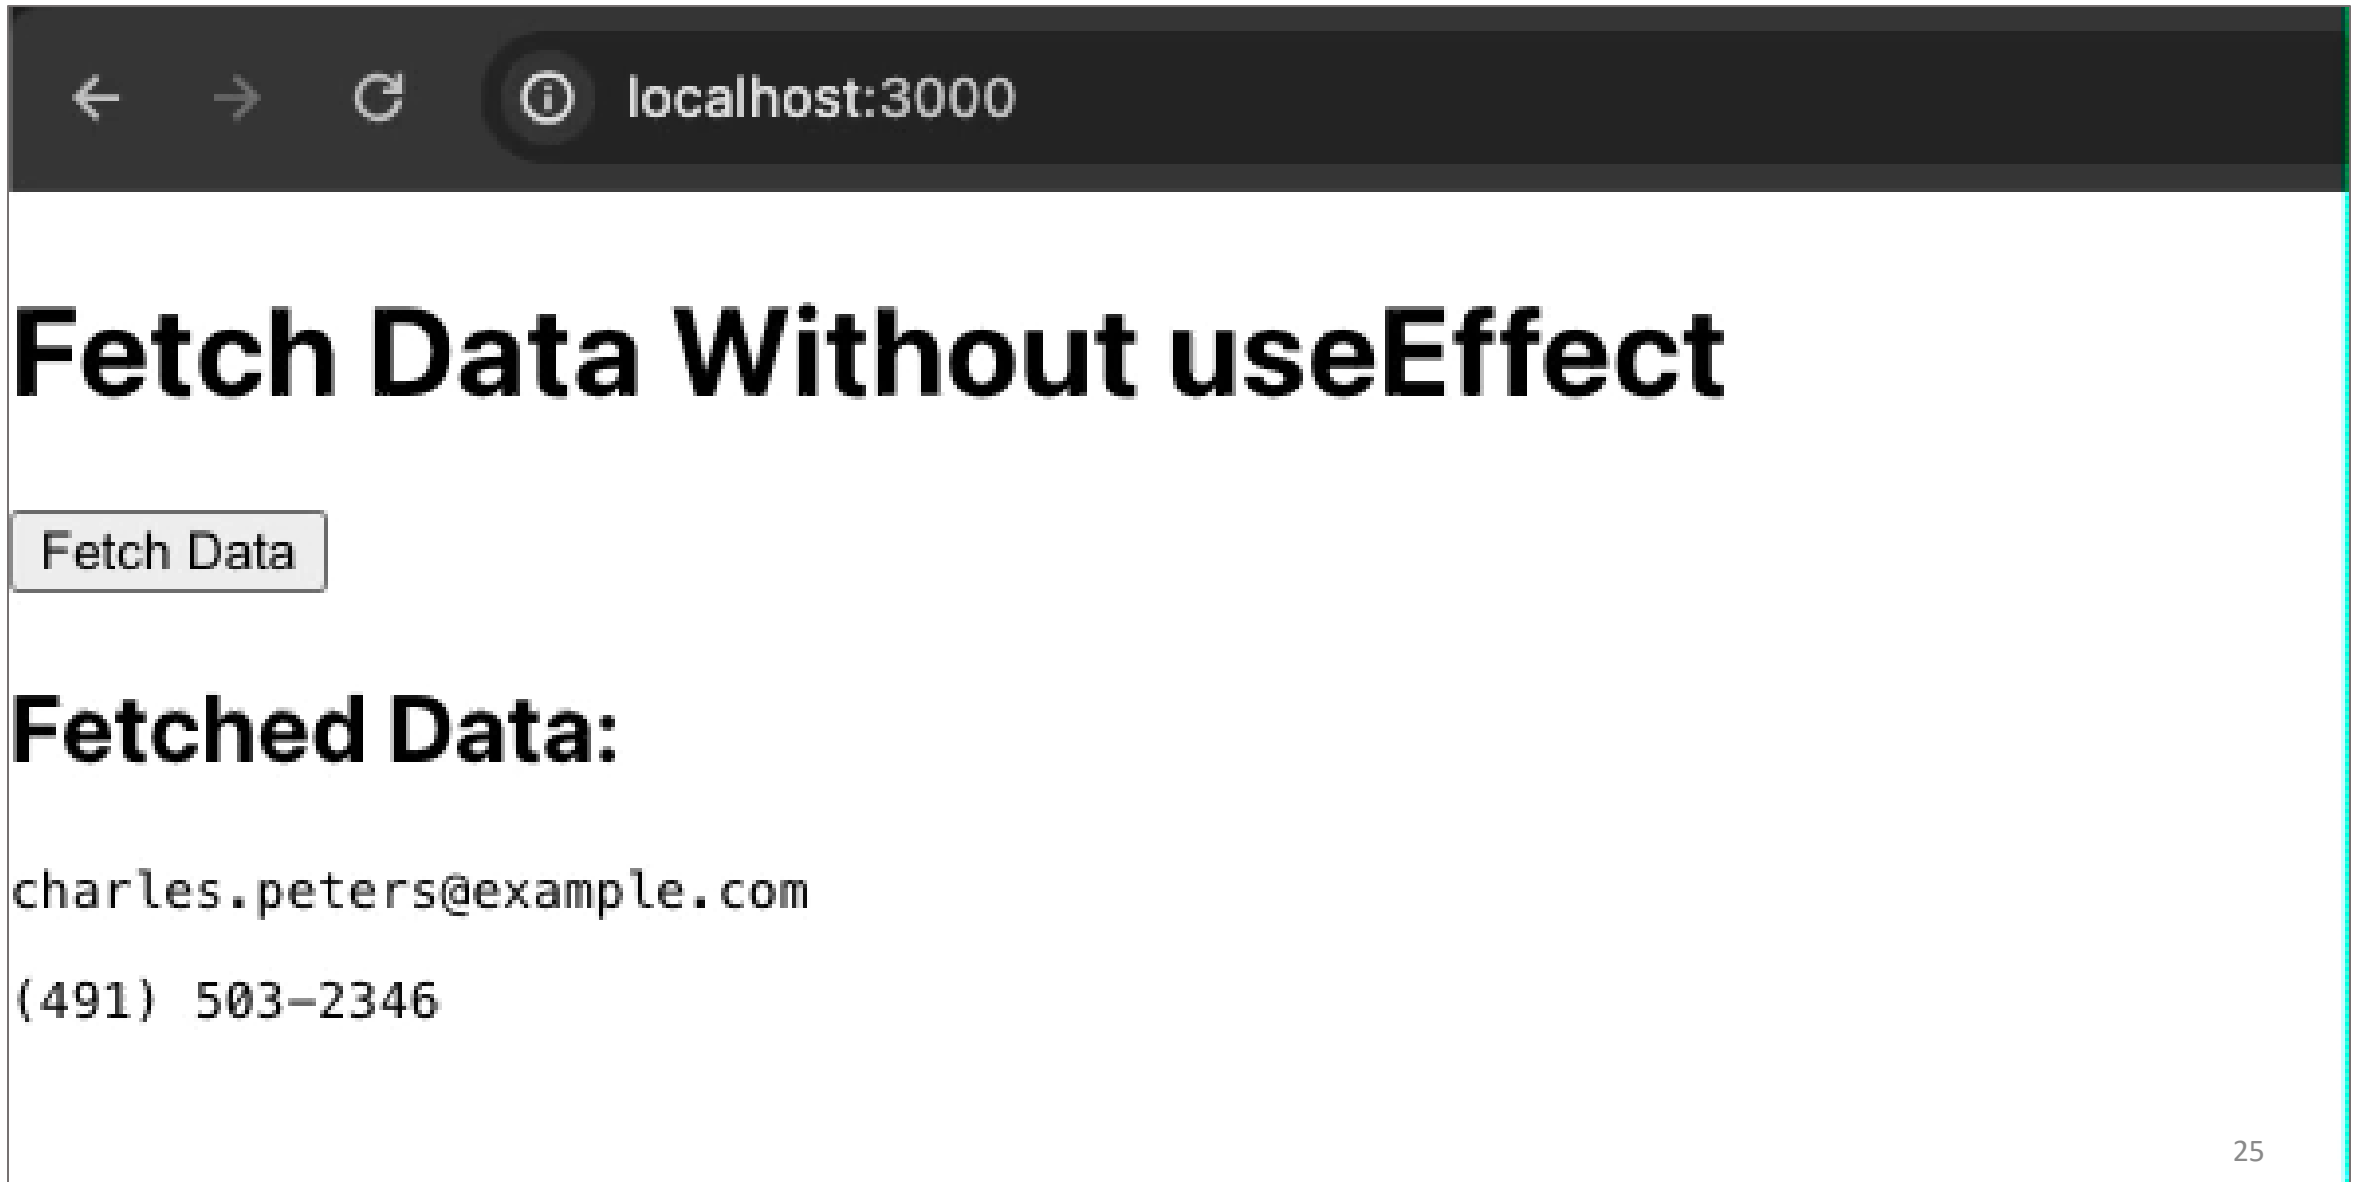 localhost:3000
Fetch Data Without useEffect
Fetch Data
Fetched Data:
charles.peters@example.com
(491) 503-2346
25